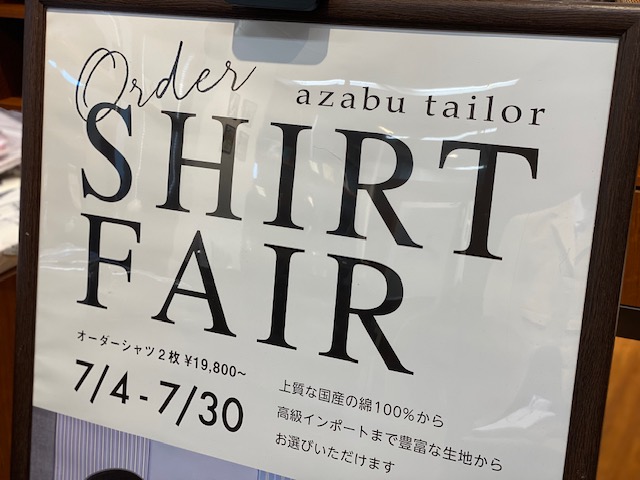 Order
azabu tailor
SHIRT
FAIR
オーダーシャツ2枚 ¥19,800~
7/4-7/30
上質な国産の綿100%から
高級インポートまで豊富な生地から
お選びいただけます